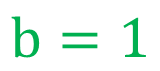 b = 1